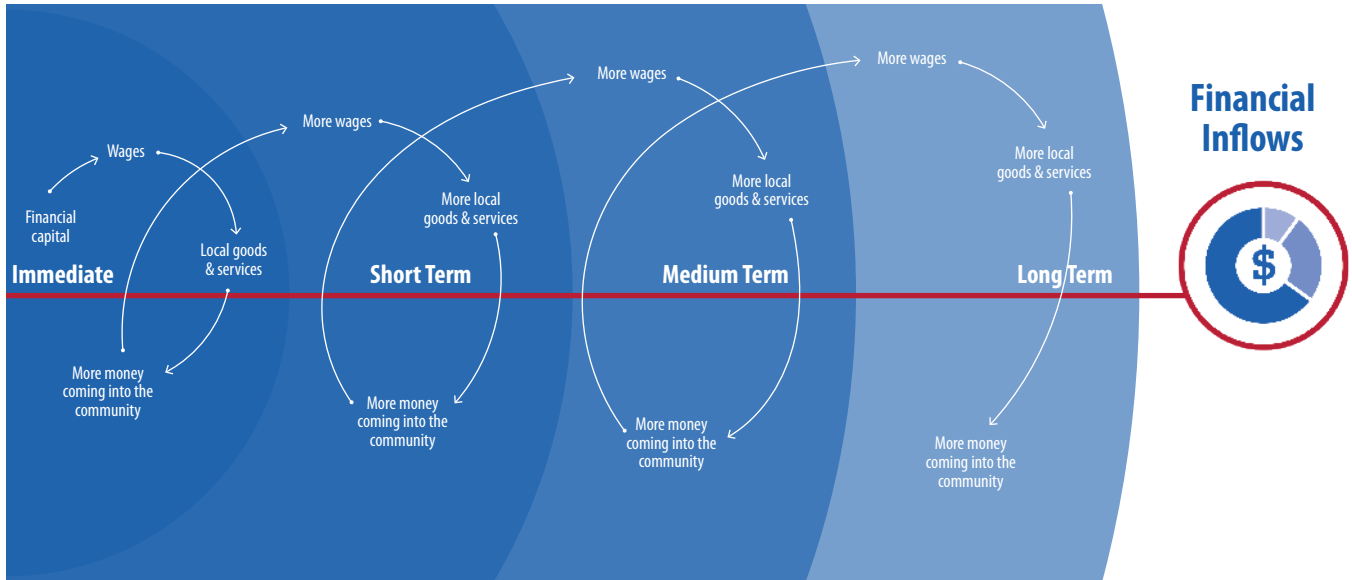 Financial
capital
Wages
Local goods
& services
Immediate
More money
coming into the
community
More wages
More local
goods & services
Short Term
More money
coming into the
community
More wages
More local
goods & services
Medium Term
More money
coming into the
community
More wages
More local
goods & services
Long Term
More money
coming into the
community
Financial
Inflows
$